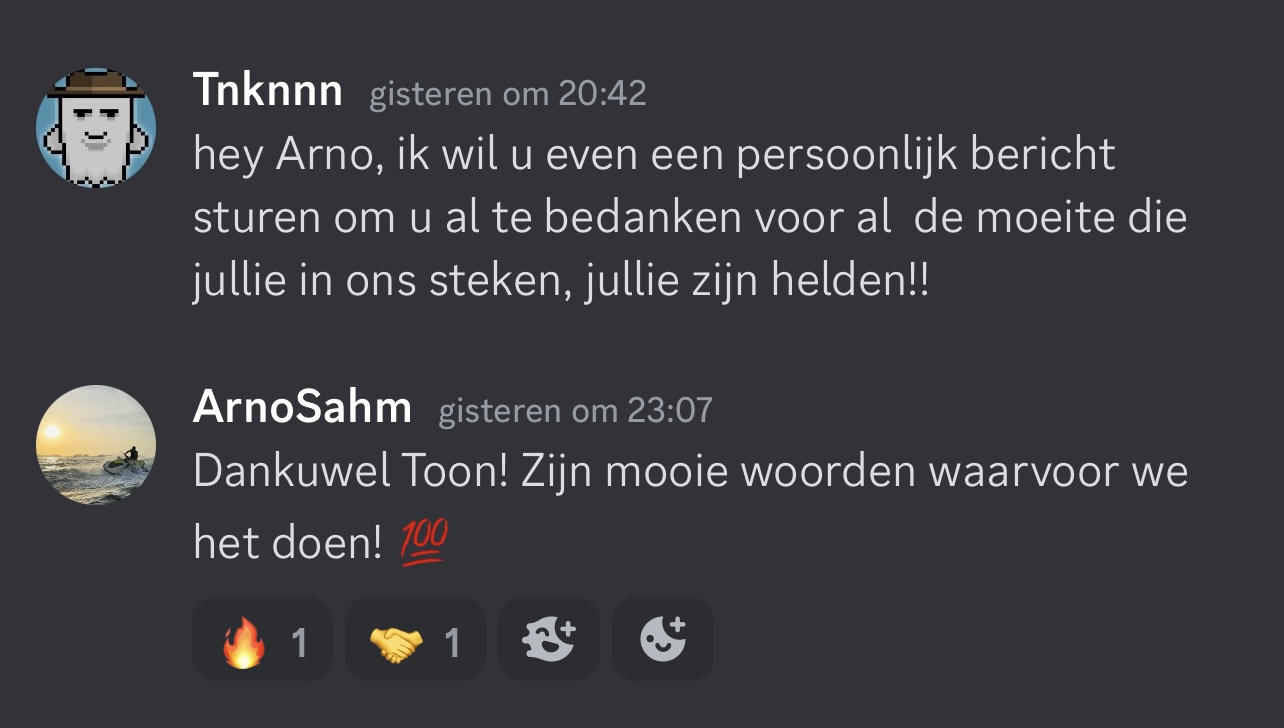 Tnknnn gisteren om 20:42
hey Arno, ik wil u even een persoonlijk bericht
sturen om u al te bedanken voor al  de moeite die
jullie in ons steken, jullie zijn helden!!
ArnoSahm gisteren om 23:07
Dankuwel Toon! Zijn mooie woorden waarvoor we
het doen! 💯
🔥 1 🤝 1